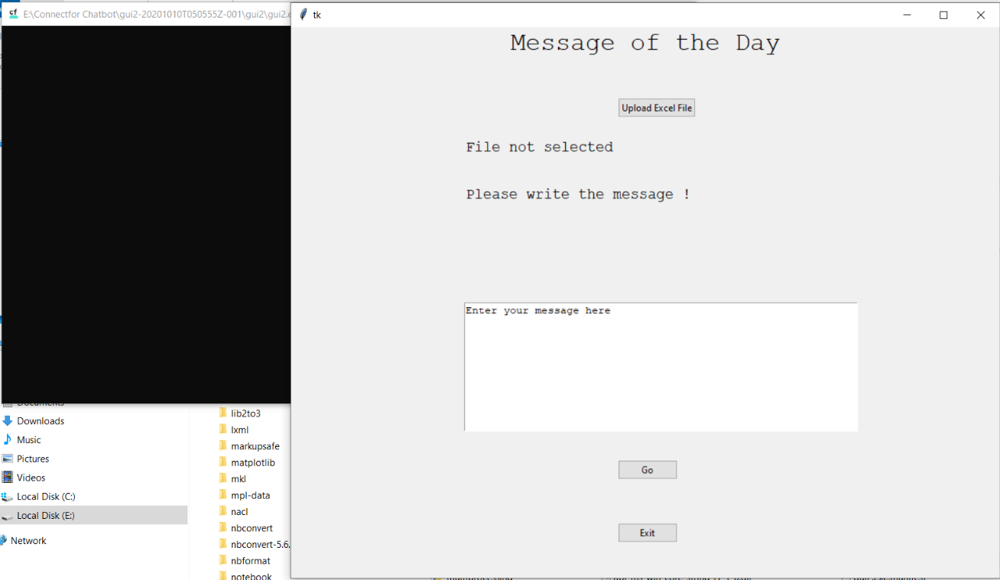 cf E:\Connectfor Chatbot\gui2-20201010T050555Z-001\gui2\gui2.e
tk
Message of the Day
Upload Excel File
File not selected
Please write the message !
Enter your message here
Go
Exit
Documents
Downloads
Music
Pictures
Videos
Local Disk (C:)
Local Disk (E:)
Network
lib2to3
lxml
markupsafe
matplotlib
mkl
mpl-data
nacl
nbconvert
nbconvert-5.6.
nbformat
notebook